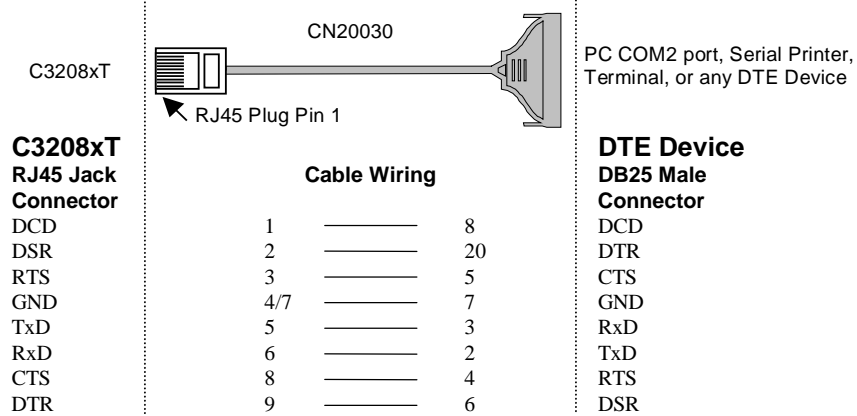 CN20030
C3208xT
PC COM2 port, Serial Printer,
Terminal, or any DTE Device
RJ45 Plug Pin 1
C3208xT DTE Device
RJ45 Jack Cable Wiring DB25 Male
Connector Connector
DCD 1 8 DCD
DSR 2 20 DTR
RTS 3 5 CTS
GND 4/7 7 GND
TxD 5 3 RxD
RxD 6 2 TxD
CTS 8 4 RTS
DTR 9 6 DSR